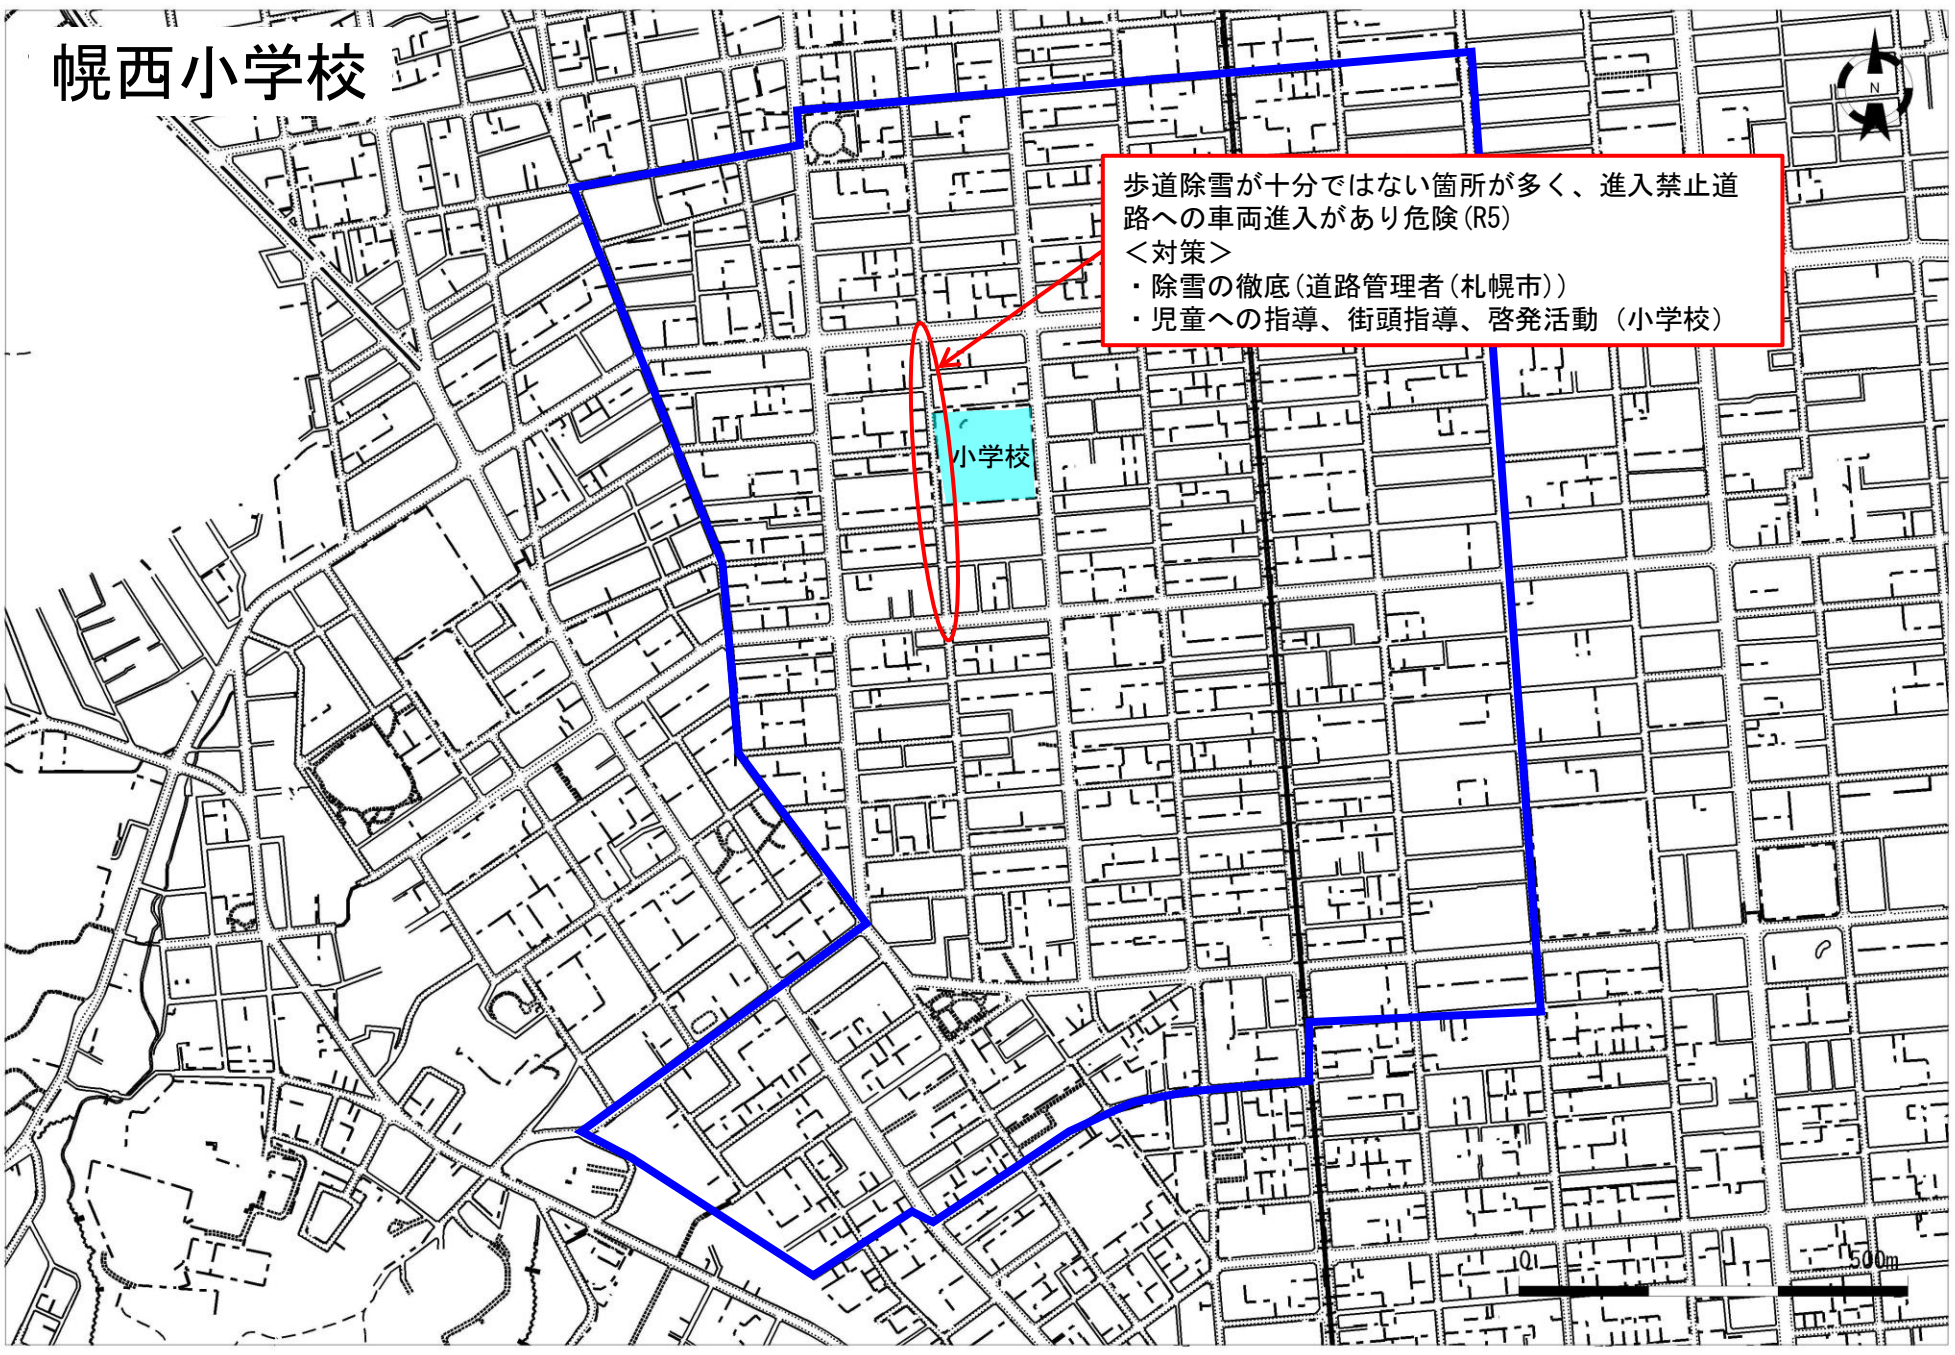 幌西小学校
N
歩道除雪が十分ではない箇所が多く、進入禁止道
路への車両進入があり危険(R5)
＜対策＞
・除雪の徹底(道路管理者(札幌市))
・児童への指導、街頭指導、啓発活動（小学校）
小学校
0 500m